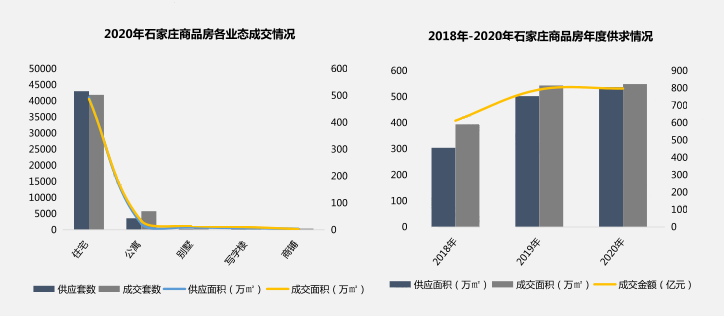 2020年石家庄商品房各业态成交情况
50000
45000
40000
35000
30000
25000
20000
15000
10000
5000
0
600
500
400
300
200
100
0
住宅
公寓
别墅
写字楼
商铺
供应套数 成交套数 供应面积（万㎡） 成交面积（万㎡）
2018年-2020年石家庄商品房年度供求情况
600
500
400
300
200
100
0
900
800
700
600
500
400
300
200
100
0
2018年
2019年
2020年
供应面积（万㎡） 成交面积（万㎡） 成交金额（亿元）